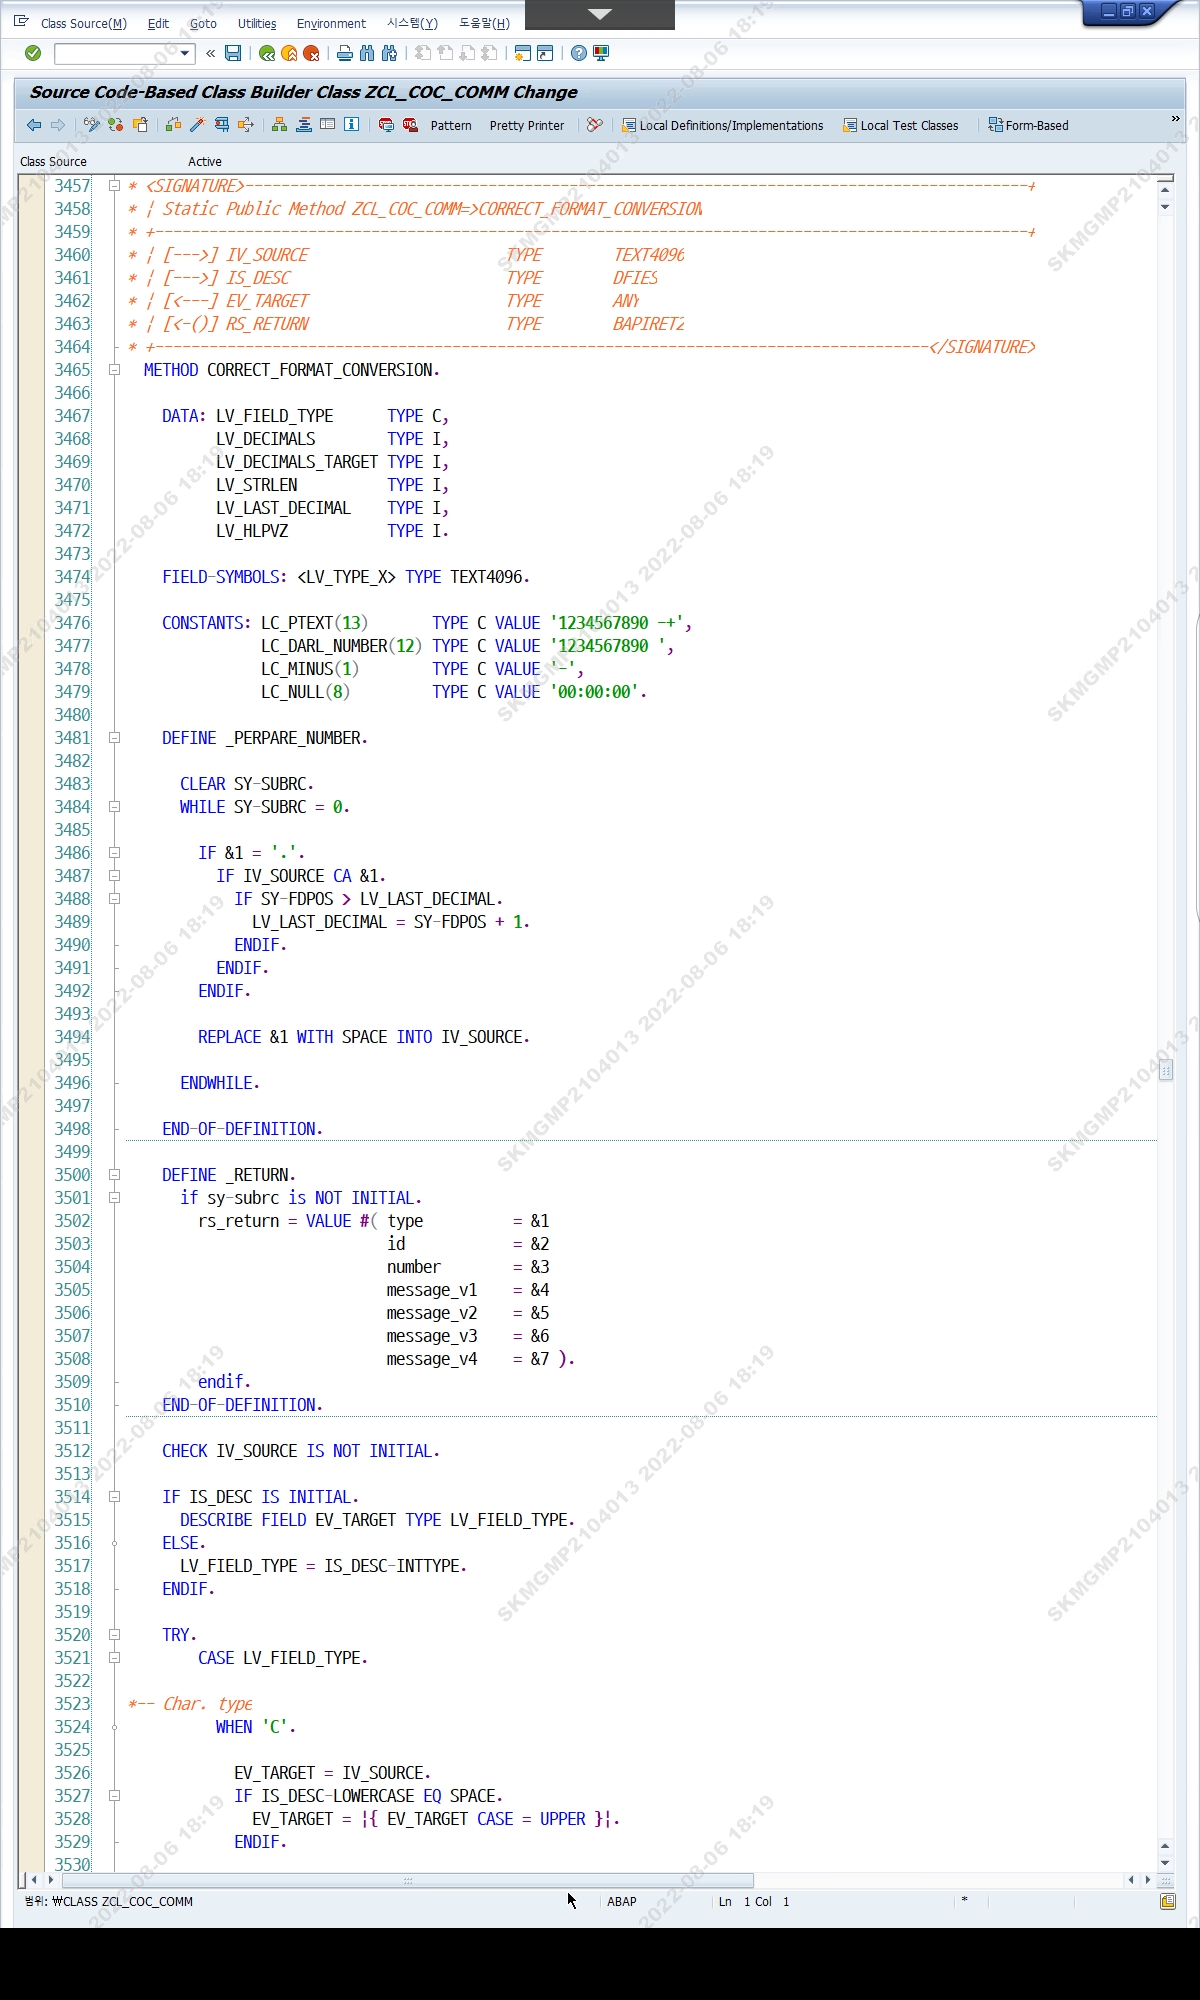 Class Source(M) Edit Goto Utilities Environment 시스템(Y) 도움말(H)
Source Code-Based Class Builder Class ZCL_COC_COMM Change
Pattern Pretty Printer Local Definitions/Implementations Local Test Classes Form-Based »
Class Source Active
3457 * <SIGNATURE>---------------------------------------------------------------------------------------+
3458 * ¦ Static Public Method ZCL_COC_COMM=>CORRECT_FORMAT_CONVERSION
3459 * +-------------------------------------------------------------------------------------------------+
3460 * ¦ [--->] IV_SOURCE                      TYPE        TEXT4096
3461 * ¦ [--->] IS_DESC                        TYPE        DFIES
3462 * ¦ [<---] EV_TARGET                      TYPE        ANY
3463 * ¦ [<-()] RS_RETURN                      TYPE        BAPIRET2
3464 * +--------------------------------------------------------------------------------------</SIGNATURE>
3465   METHOD CORRECT_FORMAT_CONVERSION.
3466
3467     DATA: LV_FIELD_TYPE      TYPE C,
3468           LV_DECIMALS        TYPE I,
3469           LV_DECIMALS_TARGET TYPE I,
3470           LV_STRLEN          TYPE I,
3471           LV_LAST_DECIMAL    TYPE I,
3472           LV_HLPVZ           TYPE I.
3473
3474     FIELD-SYMBOLS: <LV_TYPE_X> TYPE TEXT4096.
3475
3476     CONSTANTS: LC_PTEXT(13)       TYPE C VALUE '1234567890 -+',
3477                LC_DARL_NUMBER(12) TYPE C VALUE '1234567890 ',
3478                LC_MINUS(1)        TYPE C VALUE '-',
3479                LC_NULL(8)         TYPE C VALUE '00:00:00'.
3480
3481     DEFINE _PERPARE_NUMBER.
3482
3483       CLEAR SY-SUBRC.
3484       WHILE SY-SUBRC = 0.
3485
3486         IF &1 = '.'.
3487           IF IV_SOURCE CA &1.
3488             IF SY-FDPOS > LV_LAST_DECIMAL.
3489               LV_LAST_DECIMAL = SY-FDPOS + 1.
3490             ENDIF.
3491           ENDIF.
3492         ENDIF.
3493
3494         REPLACE &1 WITH SPACE INTO IV_SOURCE.
3495
3496       ENDWHILE.
3497
3498     END-OF-DEFINITION.
3499
3500     DEFINE _RETURN.
3501       if sy-subrc is NOT INITIAL.
3502         rs_return = VALUE #( type          = &1
3503                              id            = &2
3504                              number        = &3
3505                              message_v1    = &4
3506                              message_v2    = &5
3507                              message_v3    = &6
3508                              message_v4    = &7 ).
3509         endif.
3510     END-OF-DEFINITION.
3511
3512     CHECK IV_SOURCE IS NOT INITIAL.
3513
3514     IF IS_DESC IS INITIAL.
3515       DESCRIBE FIELD EV_TARGET TYPE LV_FIELD_TYPE.
3516     ELSE.
3517       LV_FIELD_TYPE = IS_DESC-INTTYPE.
3518     ENDIF.
3519
3520     TRY.
3521         CASE LV_FIELD_TYPE.
3522
3523 *-- Char. type
3524           WHEN 'C'.
3525
3526             EV_TARGET = IV_SOURCE.
3527             IF IS_DESC-LOWERCASE EQ SPACE.
3528               EV_TARGET = |{ EV_TARGET CASE = UPPER }|.
3529             ENDIF.
3530
범위: ₩CLASS ZCL_COC_COMM ABAP Ln 1 Col 1 *
SKMGMP2104013 2022-08-06 18:19